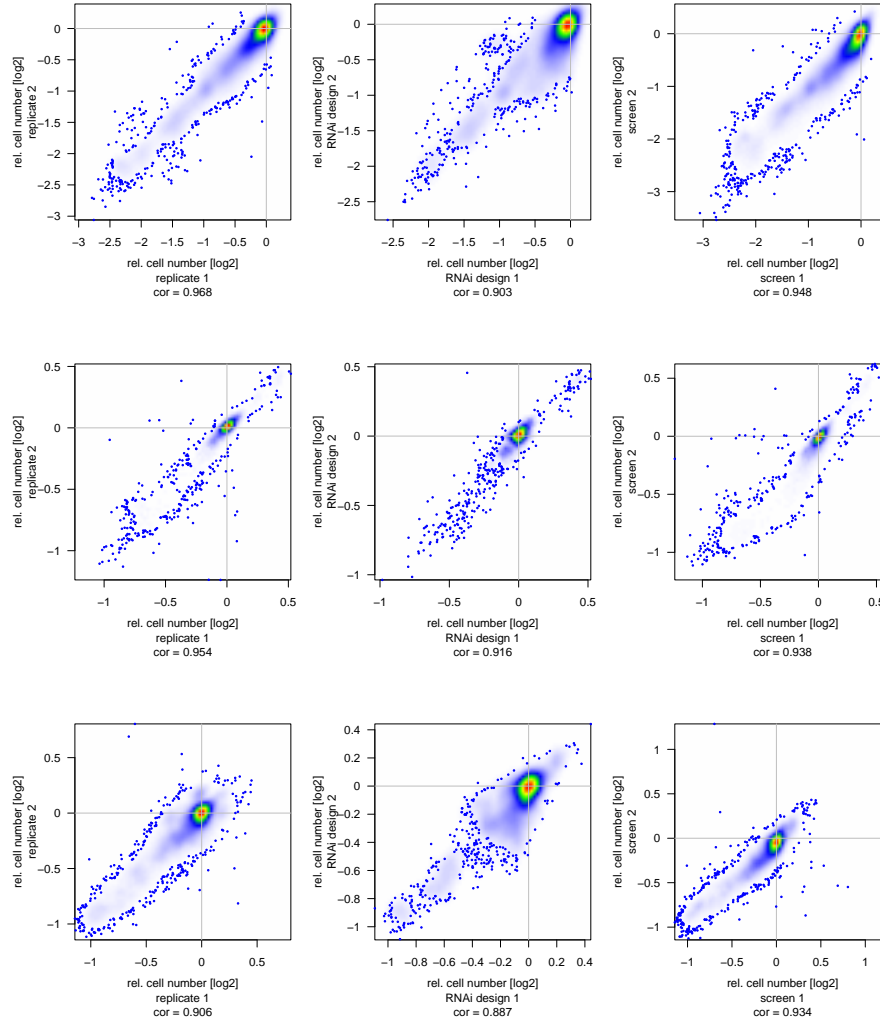 0
−0.5
−1
−1.5
−2
−2.5
−3
rel. cell number [log2]
replicate 2
−3 −2.5 −2 −1.5 −1 −0.5 0
rel. cell number [log2]
replicate 1
cor = 0.968
0
−0.5
−1
−1.5
−2
−2.5
rel. cell number [log2]
RNAi design 2
−2.5 −2 −1.5 −1 −0.5 0
rel. cell number [log2]
RNAi design 1
cor = 0.903
0
−1
−2
−3
rel. cell number [log2]
screen 2
−3 −2 −1 0
rel. cell number [log2]
screen 1
cor = 0.948
0.5
0
−0.5
−1
rel. cell number [log2]
replicate 2
−1 −0.5 0 0.5
rel. cell number [log2]
replicate 1
cor = 0.954
0.5
0
−0.5
−1
rel. cell number [log2]
RNAi design 2
−1 −0.5 0 0.5
rel. cell number [log2]
RNAi design 1
cor = 0.916
0.5
0
−0.5
−1
rel. cell number [log2]
screen 2
−1 −0.5 0 0.5
rel. cell number [log2]
screen 1
cor = 0.938
0.5
0
−0.5
−1
rel. cell number [log2]
replicate 2
−1 −0.5 0 0.5
rel. cell number [log2]
replicate 1
cor = 0.906
0.4
0.2
0
−0.2
−0.4
−0.6
−0.8
−1
rel. cell number [log2]
RNAi design 2
−1 −0.8 −0.6 −0.4 −0.2 0 0.2 0.4
rel. cell number [log2]
RNAi design 1
cor = 0.887
1
0.5
0
−0.5
−1
rel. cell number [log2]
screen 2
−1 −0.5 0 0.5 1
rel. cell number [log2]
screen 1
cor = 0.934